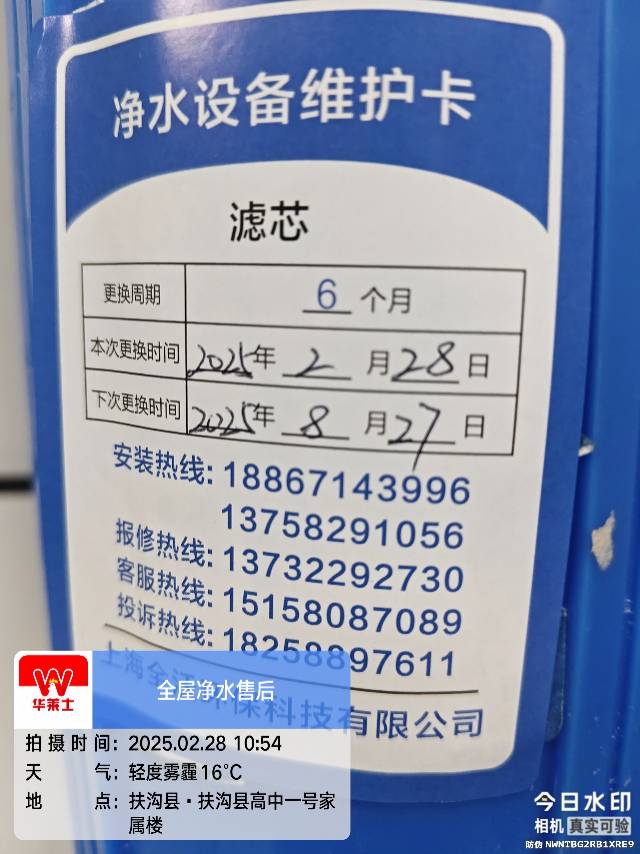 净水设备维护卡
滤芯
更换周期 6 个月
本次更换时间 2025年 2 月 28 日
下次更换时间 2025年 8 月 27 日
安装热线: 18867143996
13758291056
报修热线: 13732292730
客服热线: 15158087089
投诉热线: 18258897611
上海全 环保科技有限公司
华莱士
全屋净水售后
拍摄时间: 2025.02.28 10:54
天气: 轻度雾霾 16℃
地点: 扶沟县·扶沟县高中一号家
属楼
今日水印
相机 真实可验
防伪 NWNTBG2RB1XRE9